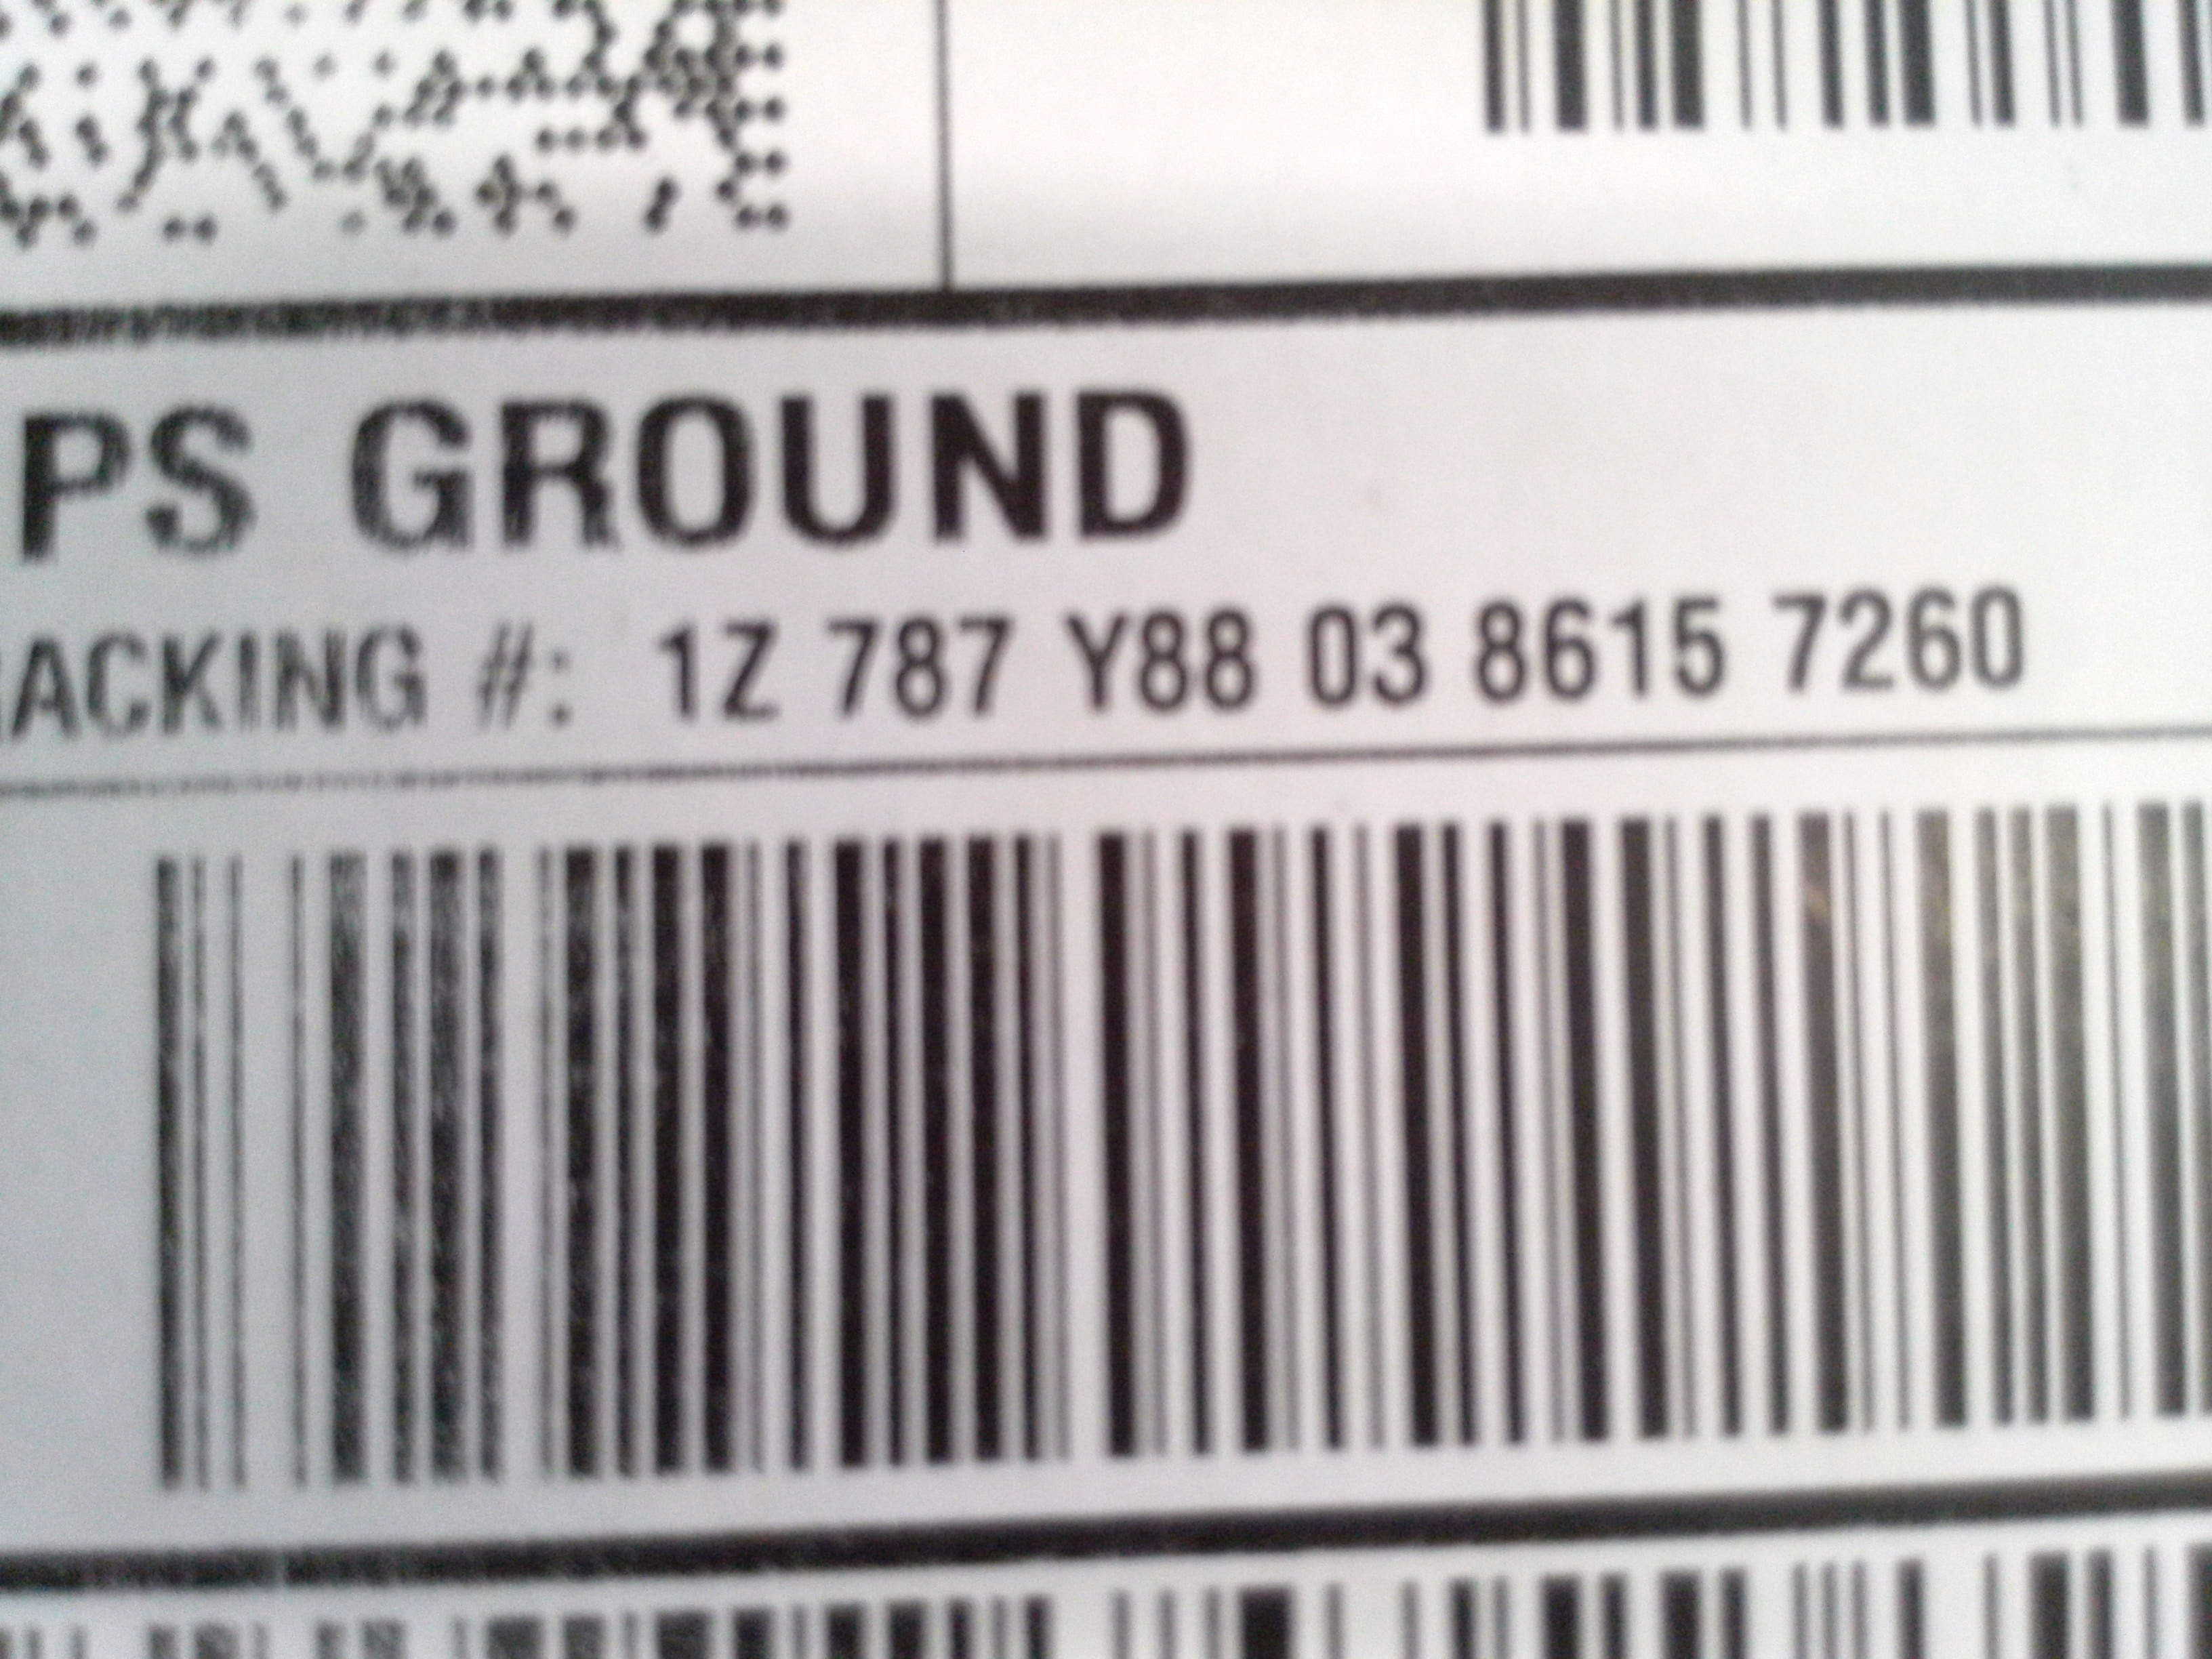 PS GROUND
ACKING #: 1Z 787 Y88 03 8615 7260